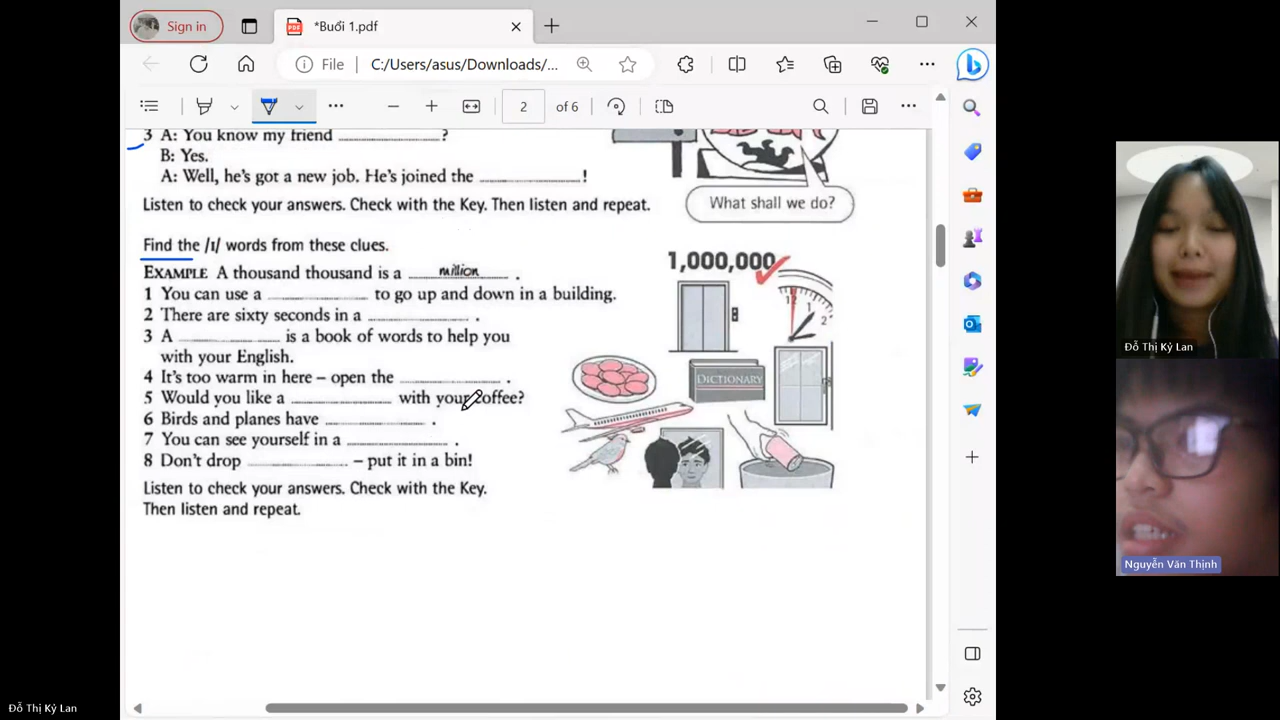 Sign in
*Buổi 1.pdf
File
C:/Users/asus/Downloads/...
2 of 6
3 A: You know my friend ?
B: Yes.
A: Well, he's got a new job. He's joined the !
Listen to check your answers. Check with the Key. Then listen and repeat.
What shall we do?
Find the /ɪ/ words from these clues.
EXAMPLE A thousand thousand is a million .
1 You can use a to go up and down in a building.
2 There are sixty seconds in a .
3 A is a book of words to help you
with your English.
4 It's too warm in here – open the .
5 Would you like a with your coffee?
6 Birds and planes have .
7 You can see yourself in a .
8 Don't drop – put it in a bin!
Listen to check your answers. Check with the Key.
Then listen and repeat.
1,000,000
12
1
2
DICTIONARY
Đỗ Thị Kỷ Lan
Nguyễn Văn Thịnh
Đỗ Thị Kỷ Lan